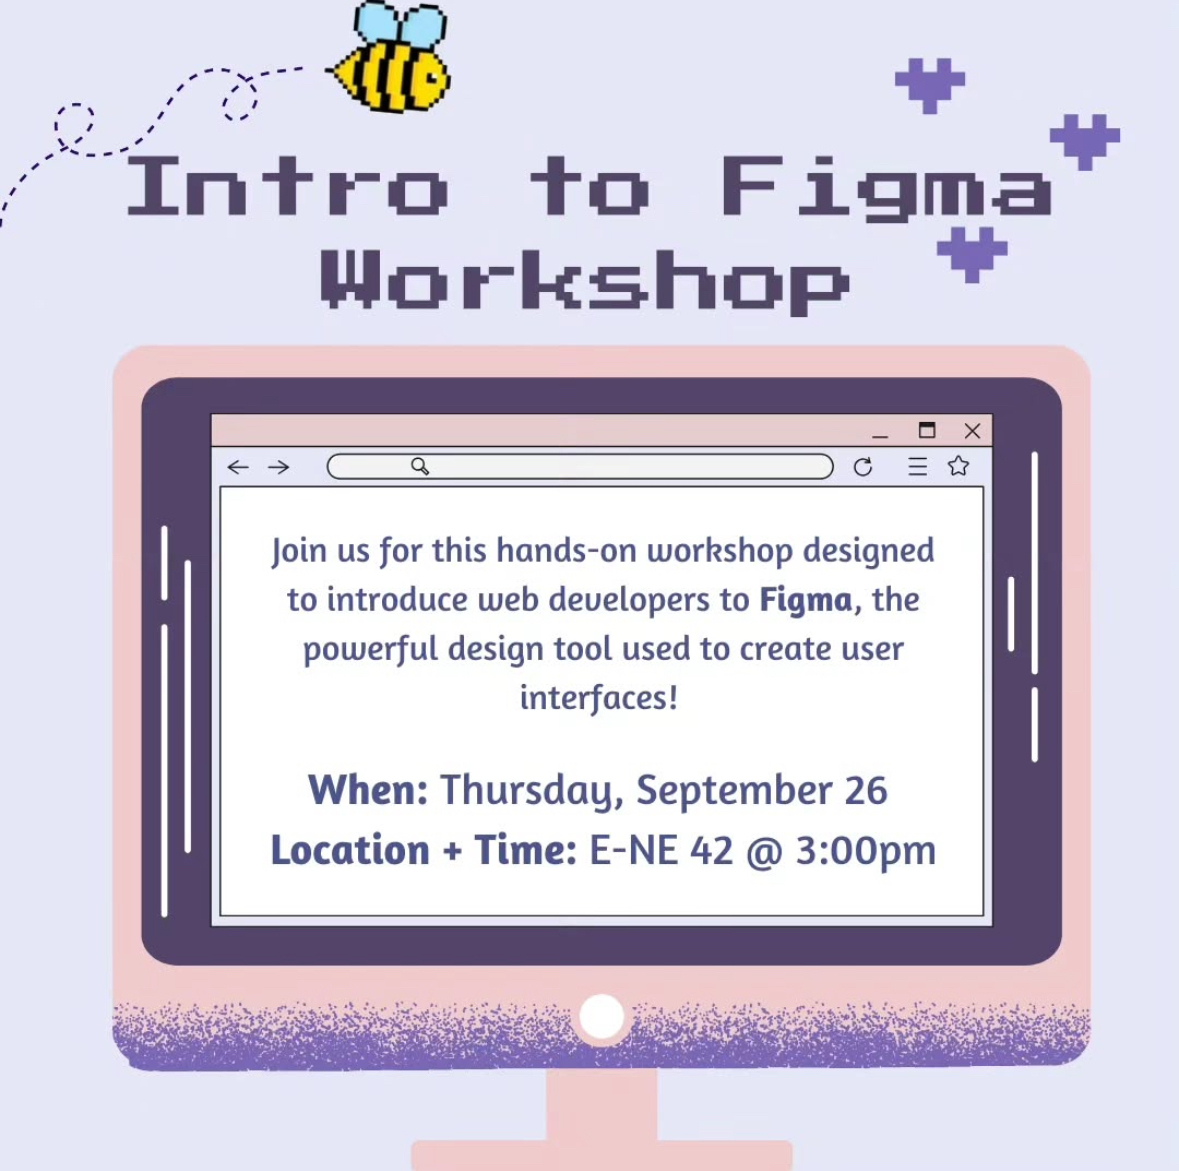 Intro to Figma
Workshop
Join us for this hands-on workshop designed
to introduce web developers to Figma, the
powerful design tool used to create user
interfaces!
When: Thursday, September 26
Location + Time: E-NE 42 @ 3:00pm